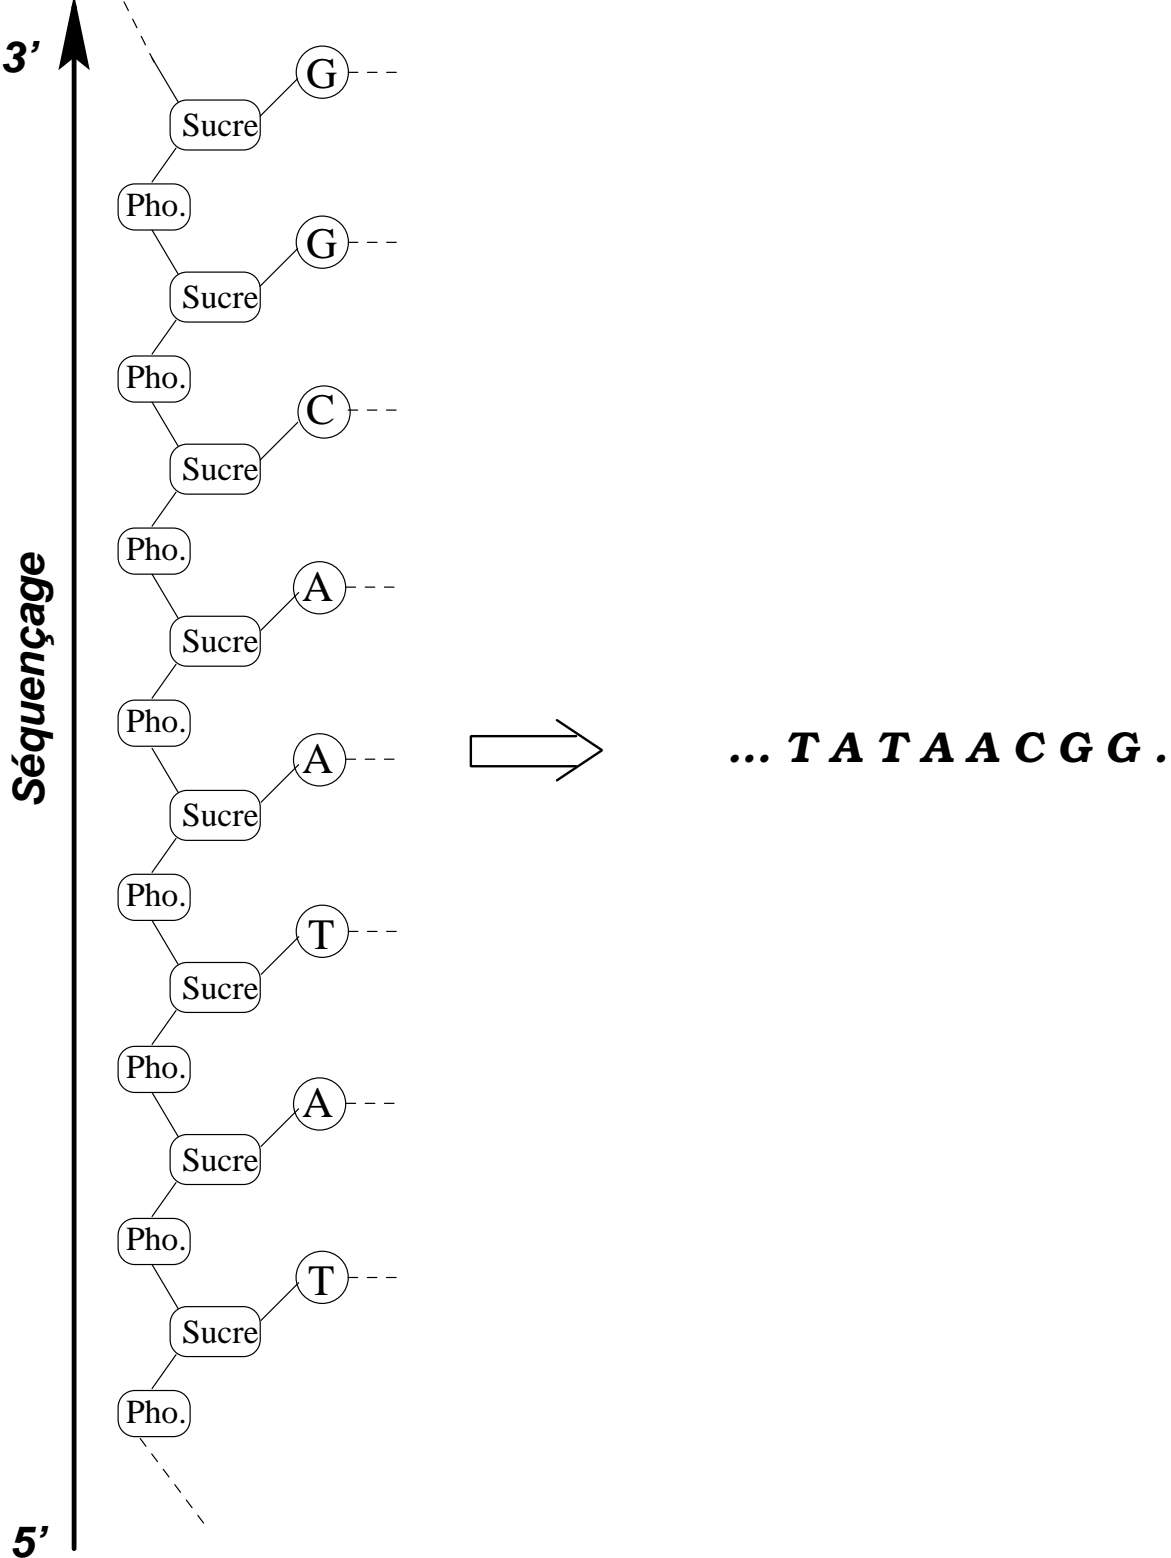 3’
G
Sucre
Pho.
G
Sucre
Pho.
C
Sucre
Pho.
A
Sucre
Pho.
A
Sucre
Pho.
T
Sucre
Pho.
A
Sucre
Pho.
T
Sucre
Pho.
5’
Séquençage
... T A T A A C G G .